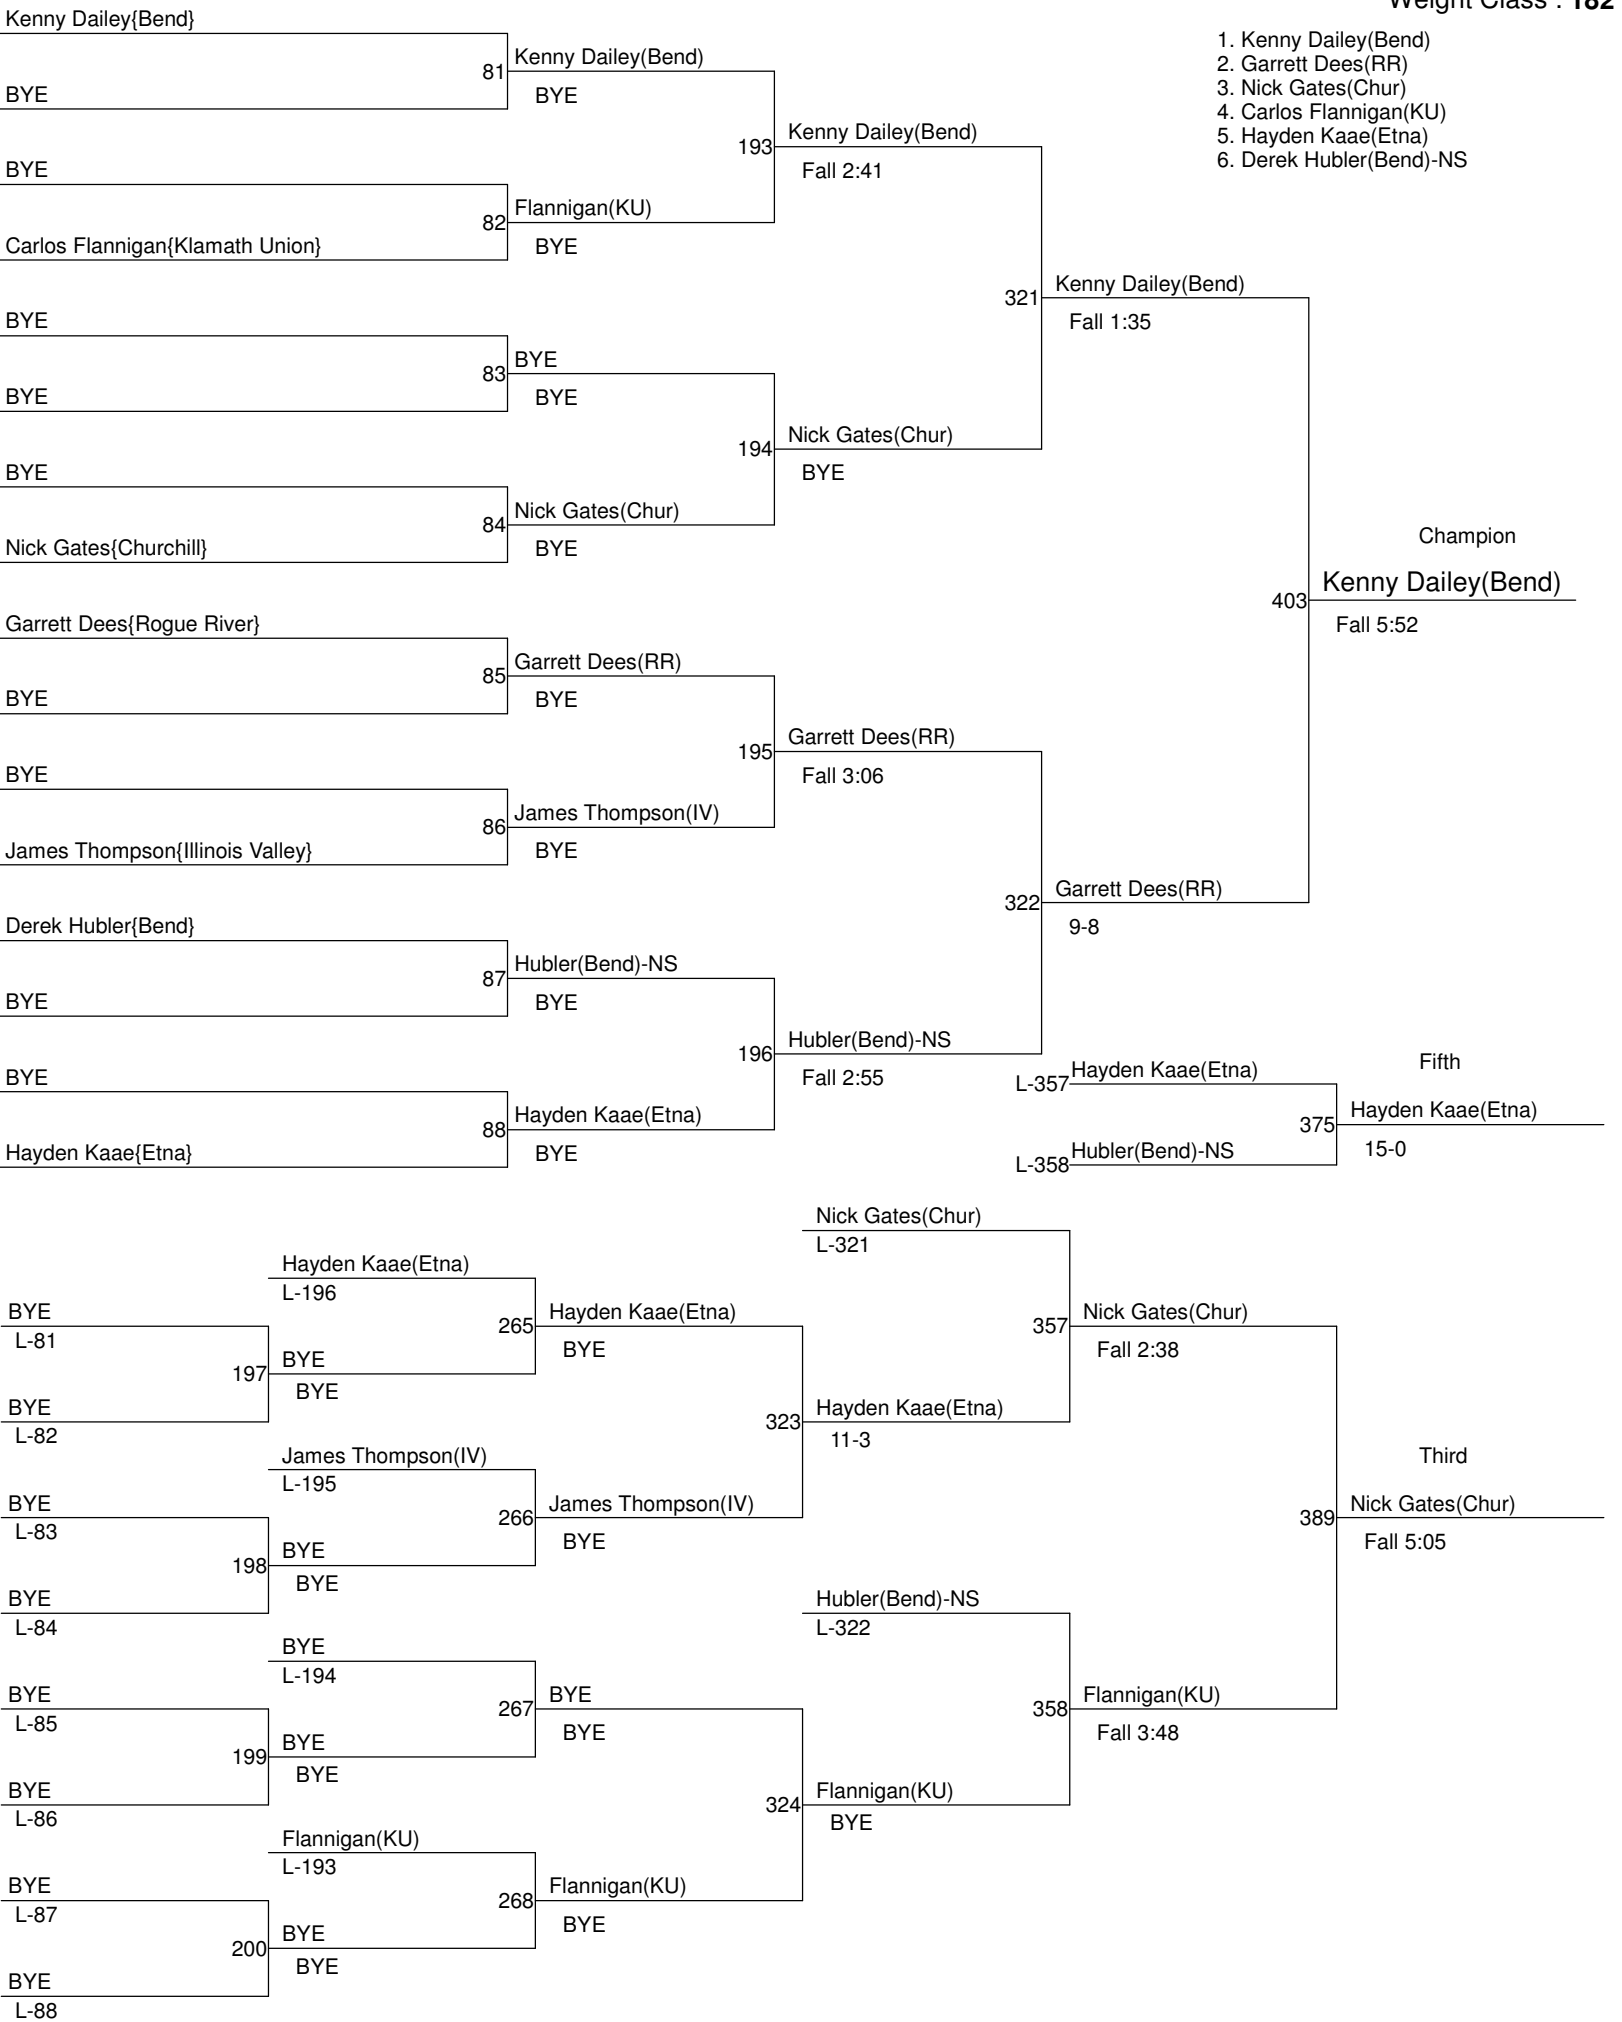 Weight Class : 182
1. Kenny Dailey(Bend)
2. Garrett Dees(RR)
3. Nick Gates(Chur)
4. Carlos Flannigan(KU)
5. Hayden Kaae(Etna)
6. Derek Hubler(Bend)-NS
Kenny Dailey{Bend}
BYE
81
Kenny Dailey(Bend)
BYE
BYE
Carlos Flannigan{Klamath Union}
82
Flannigan(KU)
BYE
193
Kenny Dailey(Bend)
Fall 2:41
BYE
BYE
83
BYE
BYE
BYE
Nick Gates{Churchill}
84
Nick Gates(Chur)
BYE
194
Nick Gates(Chur)
BYE
321
Kenny Dailey(Bend)
Fall 1:35
Garrett Dees{Rogue River}
BYE
85
Garrett Dees(RR)
BYE
BYE
James Thompson{Illinois Valley}
86
James Thompson(IV)
BYE
195
Garrett Dees(RR)
Fall 3:06
Derek Hubler{Bend}
BYE
87
Hubler(Bend)-NS
BYE
BYE
Hayden Kaae{Etna}
88
Hayden Kaae(Etna)
BYE
196
Hubler(Bend)-NS
Fall 2:55
322
Garrett Dees(RR)
9-8
Champion
403
Kenny Dailey(Bend)
Fall 5:52
Fifth
L-357
Hayden Kaae(Etna)
L-358
Hubler(Bend)-NS
375
Hayden Kaae(Etna)
15-0
BYE
L-81
BYE
L-82
197
Hayden Kaae(Etna)
L-196
BYE
BYE
265
Hayden Kaae(Etna)
BYE
BYE
L-83
BYE
L-84
198
James Thompson(IV)
L-195
BYE
BYE
266
James Thompson(IV)
BYE
323
Hayden Kaae(Etna)
11-3
Nick Gates(Chur)
L-321
357
Nick Gates(Chur)
Fall 2:38
BYE
L-85
BYE
L-86
199
BYE
L-194
BYE
BYE
267
BYE
BYE
BYE
L-87
BYE
L-88
200
Flannigan(KU)
L-193
BYE
BYE
268
Flannigan(KU)
BYE
324
Flannigan(KU)
BYE
Hubler(Bend)-NS
L-322
358
Flannigan(KU)
Fall 3:48
Third
389
Nick Gates(Chur)
Fall 5:05